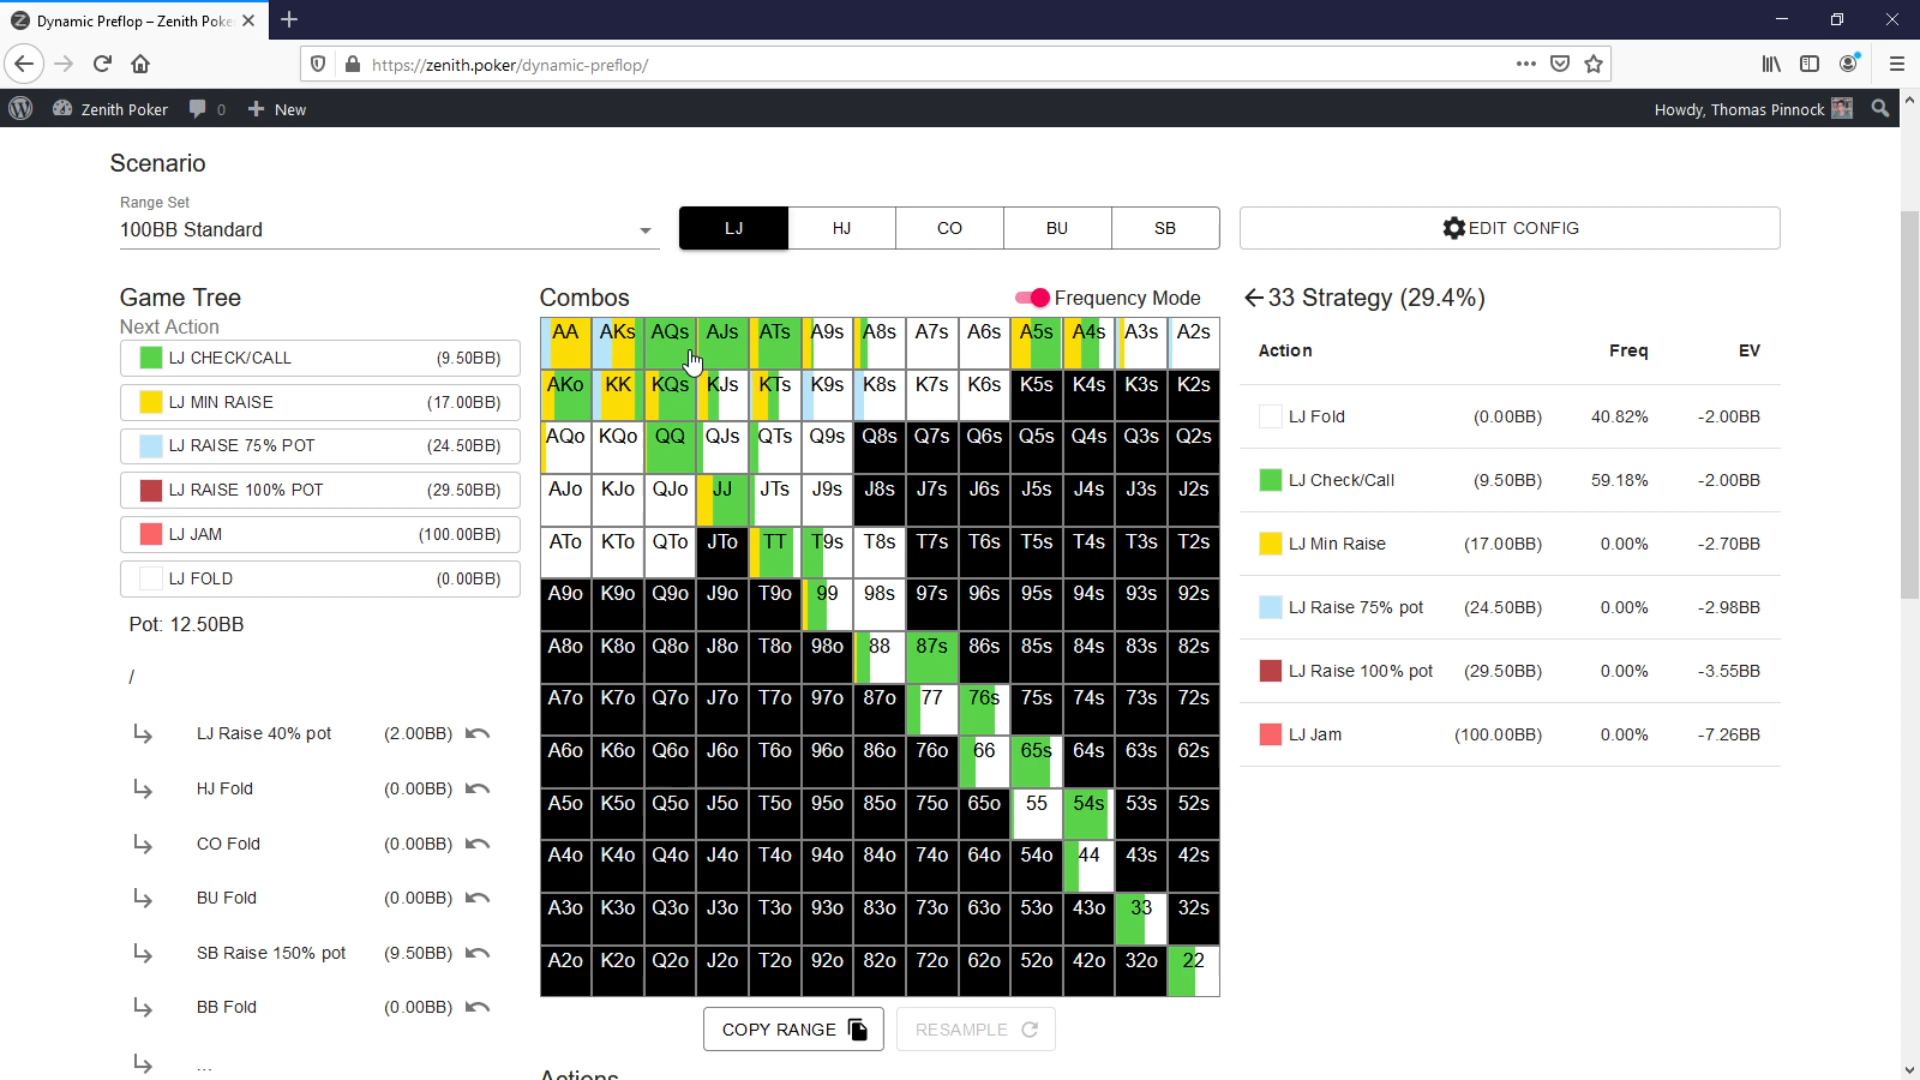 Dynamic Preflop – Zenith Poke
https://zenith.poker/dynamic-preflop/
Zenith Poker 0 New
Howdy, Thomas Pinnock
Scenario
Range Set
100BB Standard
LJ HJ CO BU SB
EDIT CONFIG
Game Tree
Next Action
LJ CHECK/CALL (9.50BB)
LJ MIN RAISE (17.00BB)
LJ RAISE 75% POT (24.50BB)
LJ RAISE 100% POT (29.50BB)
LJ JAM (100.00BB)
LJ FOLD (0.00BB)
Pot: 12.50BB
/
LJ Raise 40% pot (2.00BB)
HJ Fold (0.00BB)
CO Fold (0.00BB)
BU Fold (0.00BB)
SB Raise 150% pot (9.50BB)
BB Fold (0.00BB)
...
Combos
Frequency Mode
AA AKs AQs AJs ATs A9s A8s A7s A6s A5s A4s A3s A2s
AKo KK KQs KJs KTs K9s K8s K7s K6s K5s K4s K3s K2s
AQo KQo QQ QJs QTs Q9s Q8s Q7s Q6s Q5s Q4s Q3s Q2s
AJo KJo QJo JJ JTs J9s J8s J7s J6s J5s J4s J3s J2s
ATo KTo QTo JTo TT T9s T8s T7s T6s T5s T4s T3s T2s
A9o K9o Q9o J9o T9o 99 98s 97s 96s 95s 94s 93s 92s
A8o K8o Q8o J8o T8o 98o 88 87s 86s 85s 84s 83s 82s
A7o K7o Q7o J7o T7o 97o 87o 77 76s 75s 74s 73s 72s
A6o K6o Q6o J6o T6o 96o 86o 76o 66 65s 64s 63s 62s
A5o K5o Q5o J5o T5o 95o 85o 75o 65o 55 54s 53s 52s
A4o K4o Q4o J4o T4o 94o 84o 74o 64o 54o 44 43s 42s
A3o K3o Q3o J3o T3o 93o 83o 73o 63o 53o 43o 33 32s
A2o K2o Q2o J2o T2o 92o 82o 72o 62o 52o 42o 32o 22
COPY RANGE
RESAMPLE
Actions
33 Strategy (29.4%)
Action Freq EV
LJ Fold (0.00BB) 40.82% -2.00BB
LJ Check/Call (9.50BB) 59.18% -2.00BB
LJ Min Raise (17.00BB) 0.00% -2.70BB
LJ Raise 75% pot (24.50BB) 0.00% -2.98BB
LJ Raise 100% pot (29.50BB) 0.00% -3.55BB
LJ Jam (100.00BB) 0.00% -7.26BB